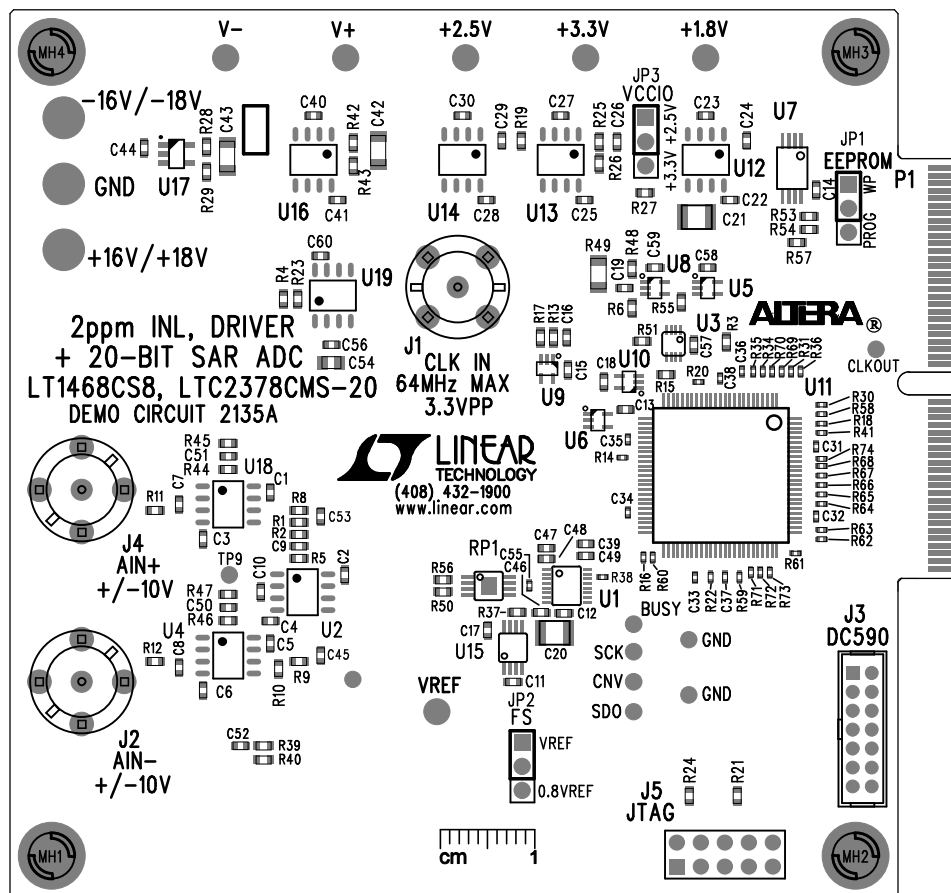 V-
V+
+2.5V
+3.3V
+1.8V
MH4
MH3
JP3
VCCIO
-16V/-18V
C40
C30
C27
C23
U7
R28
C43
R42
C42
C29
R19
R25
C26
+2.5V
+3.3V
C24
JP1
EEPROM
P1
C44
U17
R29
R43
R26
U12
C14
WP
PROG
GND
U16
C41
U14
C28
U13
C25
R27
C21
C22
R53
R54
R57
+16V/+18V
C60
U19
R4
R23
R49
R48
C59
U8
C58
C19
R6
R55
U5
ALTERA®
2ppm INL, DRIVER
+ 20-BIT SAR ADC
LT1468CS8, LTC2378CMS-20
DEMO CIRCUIT 2135A
C56
C54
J1
CLK IN
64MHz MAX
3.3VPP
R17
R13
C16
U9
C15
R51
U3
C57
R3
C18
U10
R15
R20
C38
C36
R35
R34
R70
R69
R31
R36
CLKOUT
U11
C13
U6
C35
R14
R30
R58
R18
R41
C31
R74
R68
R67
R66
R65
R64
C32
R63
R62
R45
C51
R44
U18
C1
C7
R11
LINEAR
TECHNOLOGY
(408) 432-1900
www.linear.com
C34
R8
R1
R2
C9
C53
C3
J4
AIN+
+/-10V
TP9
C10
R5
C2
R47
C50
R46
U4
RP1
C55
C46
C47
C48
C39
C49
R56
R50
R38
U1
R16
R60
C33
R22
C37
R59
R71
R72
R73
R61
C4
U2
C5
R37
C12
C17
U15
C20
C11
BUSY
SCK
CNV
SDO
GND
GND
J3
DC590
R12
C8
C6
R10
R9
C45
VREF
JP2
FS
VREF
0.8VREF
J2
AIN-
+/-10V
C52
R39
R40
R24
R21
J5
JTAG
MH1
cm 1
MH2